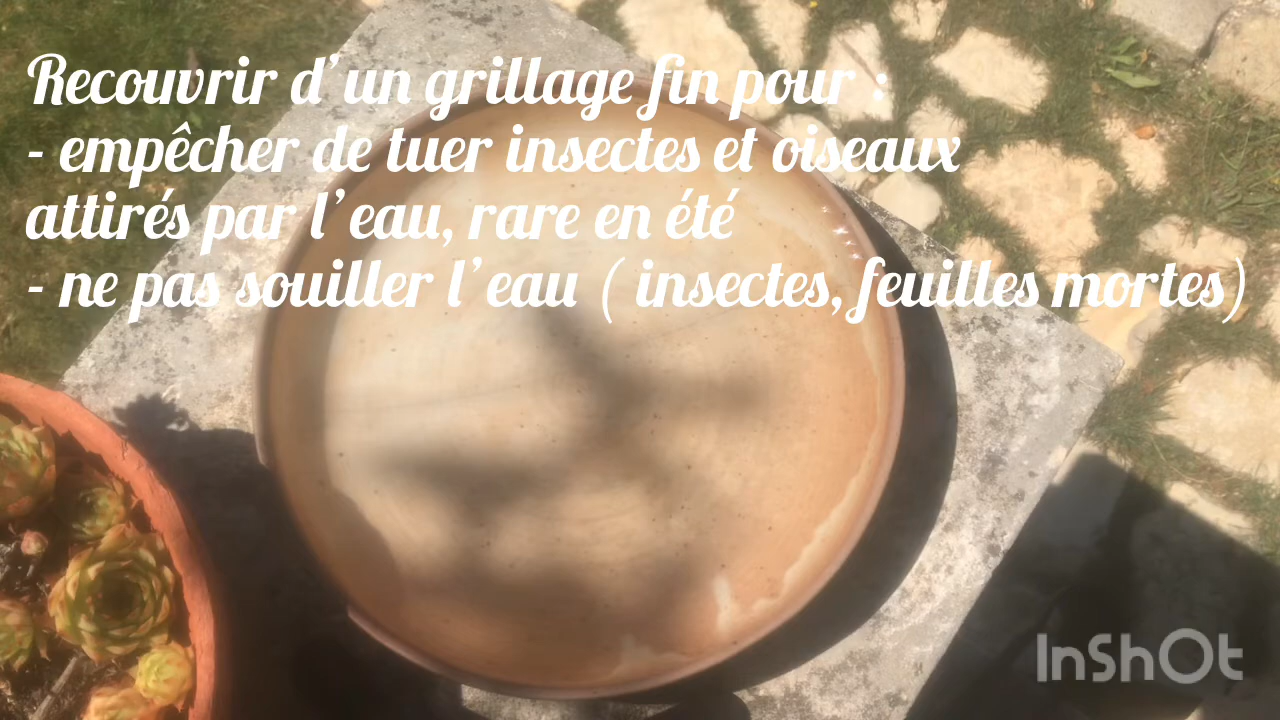 Recouvrir d’un grillage fin pour :
- empêcher de tuer insectes et oiseaux
attirés par l’eau, rare en été
- ne pas souiller l’eau ( insectes, feuilles mortes)
InShOt